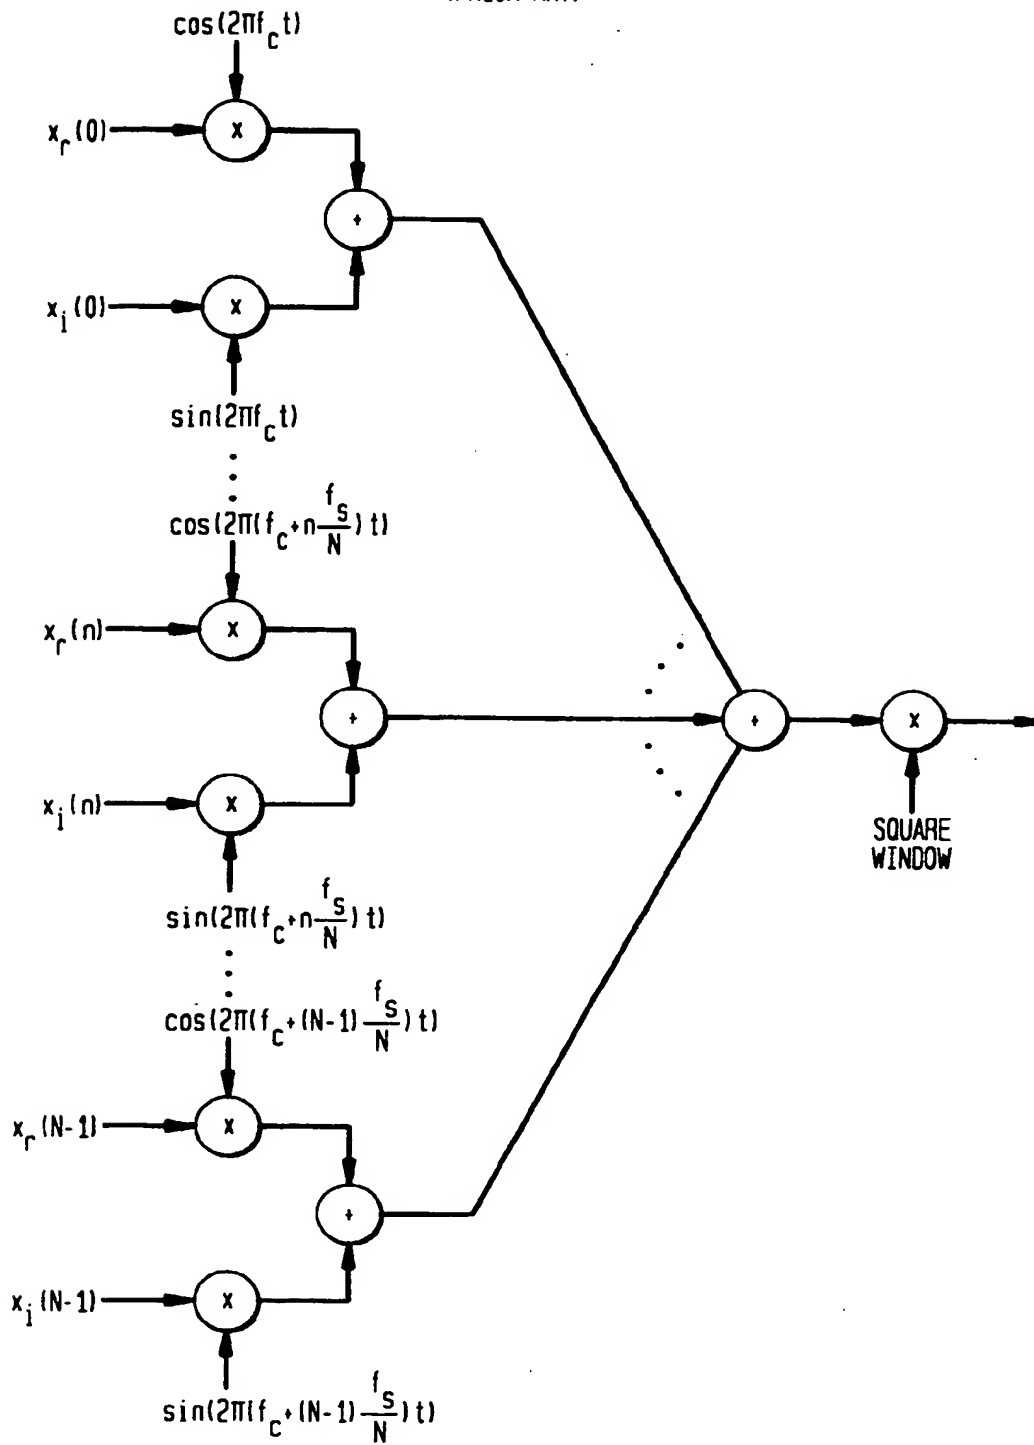 cos(2πf_c t)
x_r(0)
x
+
x_i(0)
x
sin(2πf_c t)
cos(2π(f_c+n f_s/N)t)
x_r(n)
x
+
+
x
x_i(n)
x
SQUARE
WINDOW
sin(2π(f_c+n f_s/N)t)
cos(2π(f_c+(N-1) f_s/N)t)
x_r(N-1)
x
+
x_i(N-1)
x
sin(2π(f_c+(N-1) f_s/N)t)